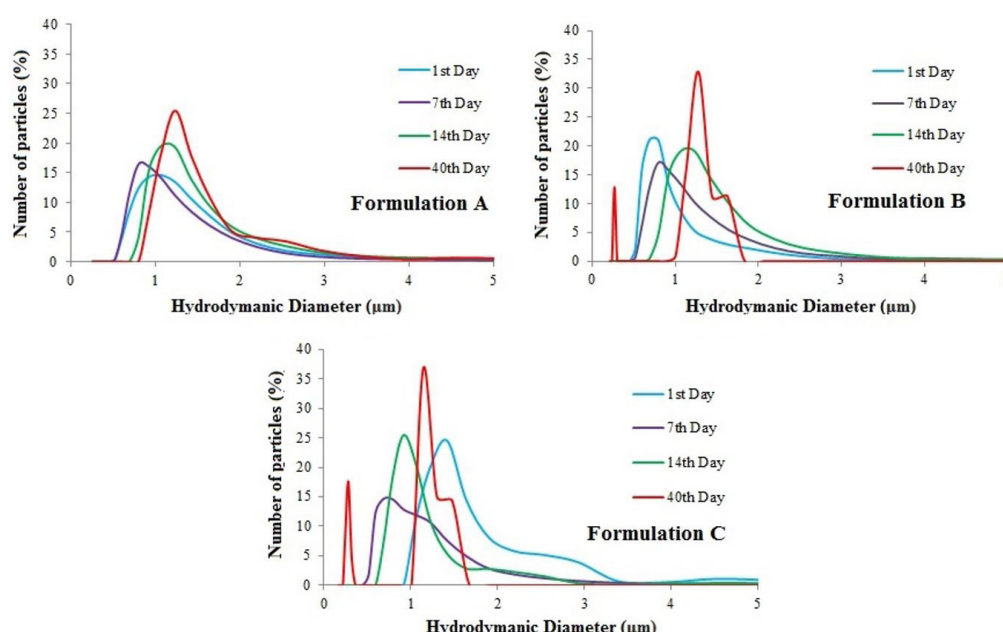 Number of particles (%)
40
35
30
25
20
15
10
5
0
0
1
2
3
4
5
Hydrodymanic Diameter (μm)
1st Day
7th Day
14th Day
40th Day
Formulation A
Number of particles (%)
40
35
30
25
20
15
10
5
0
0
1
2
3
4
Hydrodymanic Diameter (μm)
1st Day
7th Day
14th Day
40th Day
Formulation B
Number of particles (%)
40
35
30
25
20
15
10
5
0
0
1
2
3
4
5
Hydrodymanic Diameter (μm)
1st Day
7th Day
14th Day
40th Day
Formulation C